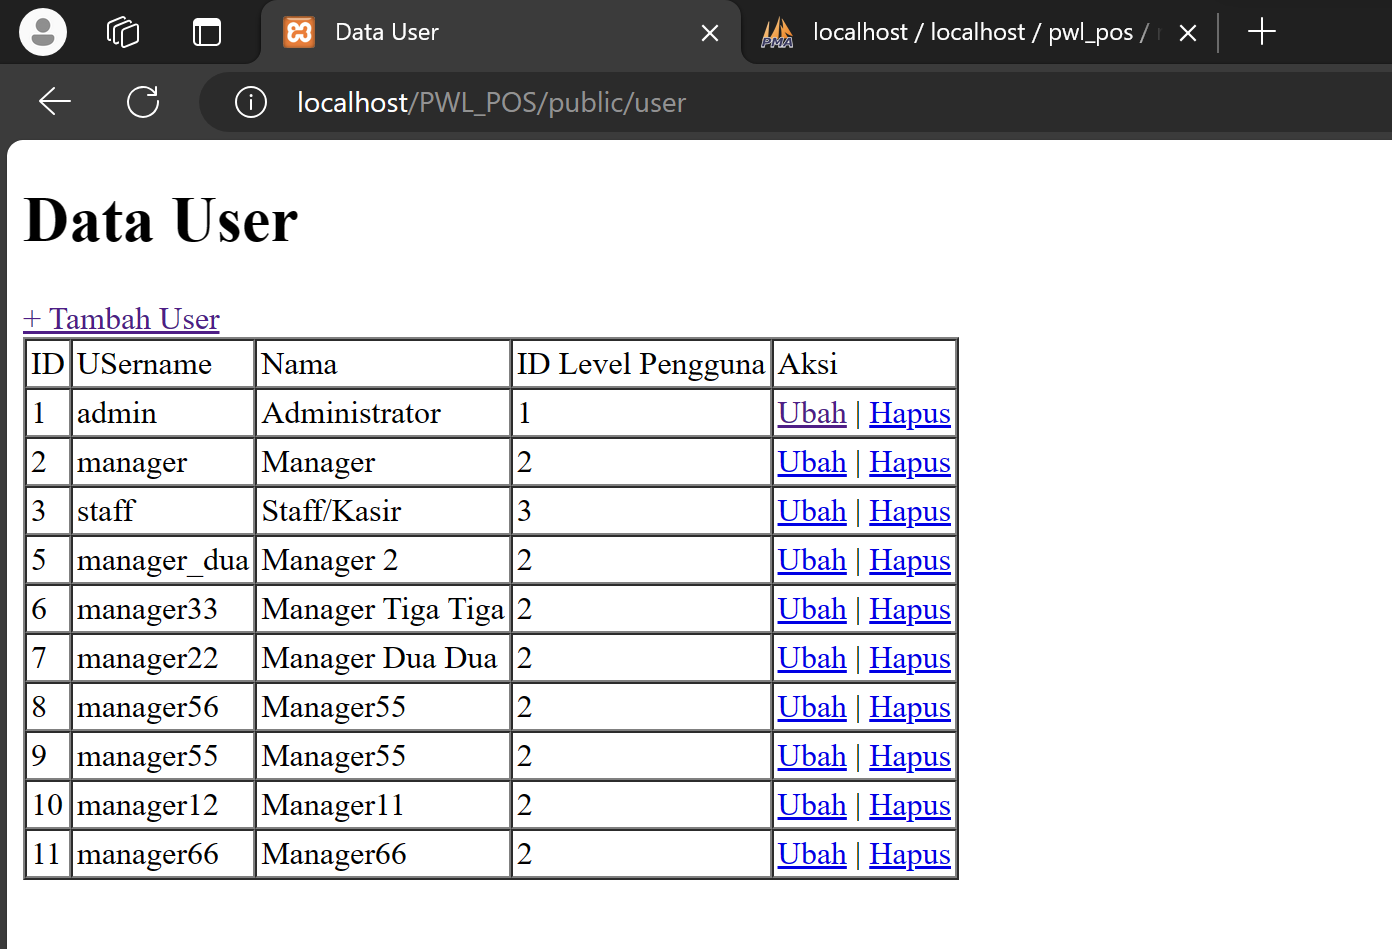 Data User
PMA localhost / localhost / pwl_pos /
localhost/PWL_POS/public/user
Data User
+ Tambah User
ID USername Nama ID Level Pengguna Aksi
1 admin Administrator 1 Ubah | Hapus
2 manager Manager 2 Ubah | Hapus
3 staff Staff/Kasir 3 Ubah | Hapus
5 manager_dua Manager 2 2 Ubah | Hapus
6 manager33 Manager Tiga Tiga 2 Ubah | Hapus
7 manager22 Manager Dua Dua 2 Ubah | Hapus
8 manager56 Manager55 2 Ubah | Hapus
9 manager55 Manager55 2 Ubah | Hapus
10 manager12 Manager11 2 Ubah | Hapus
11 manager66 Manager66 2 Ubah | Hapus